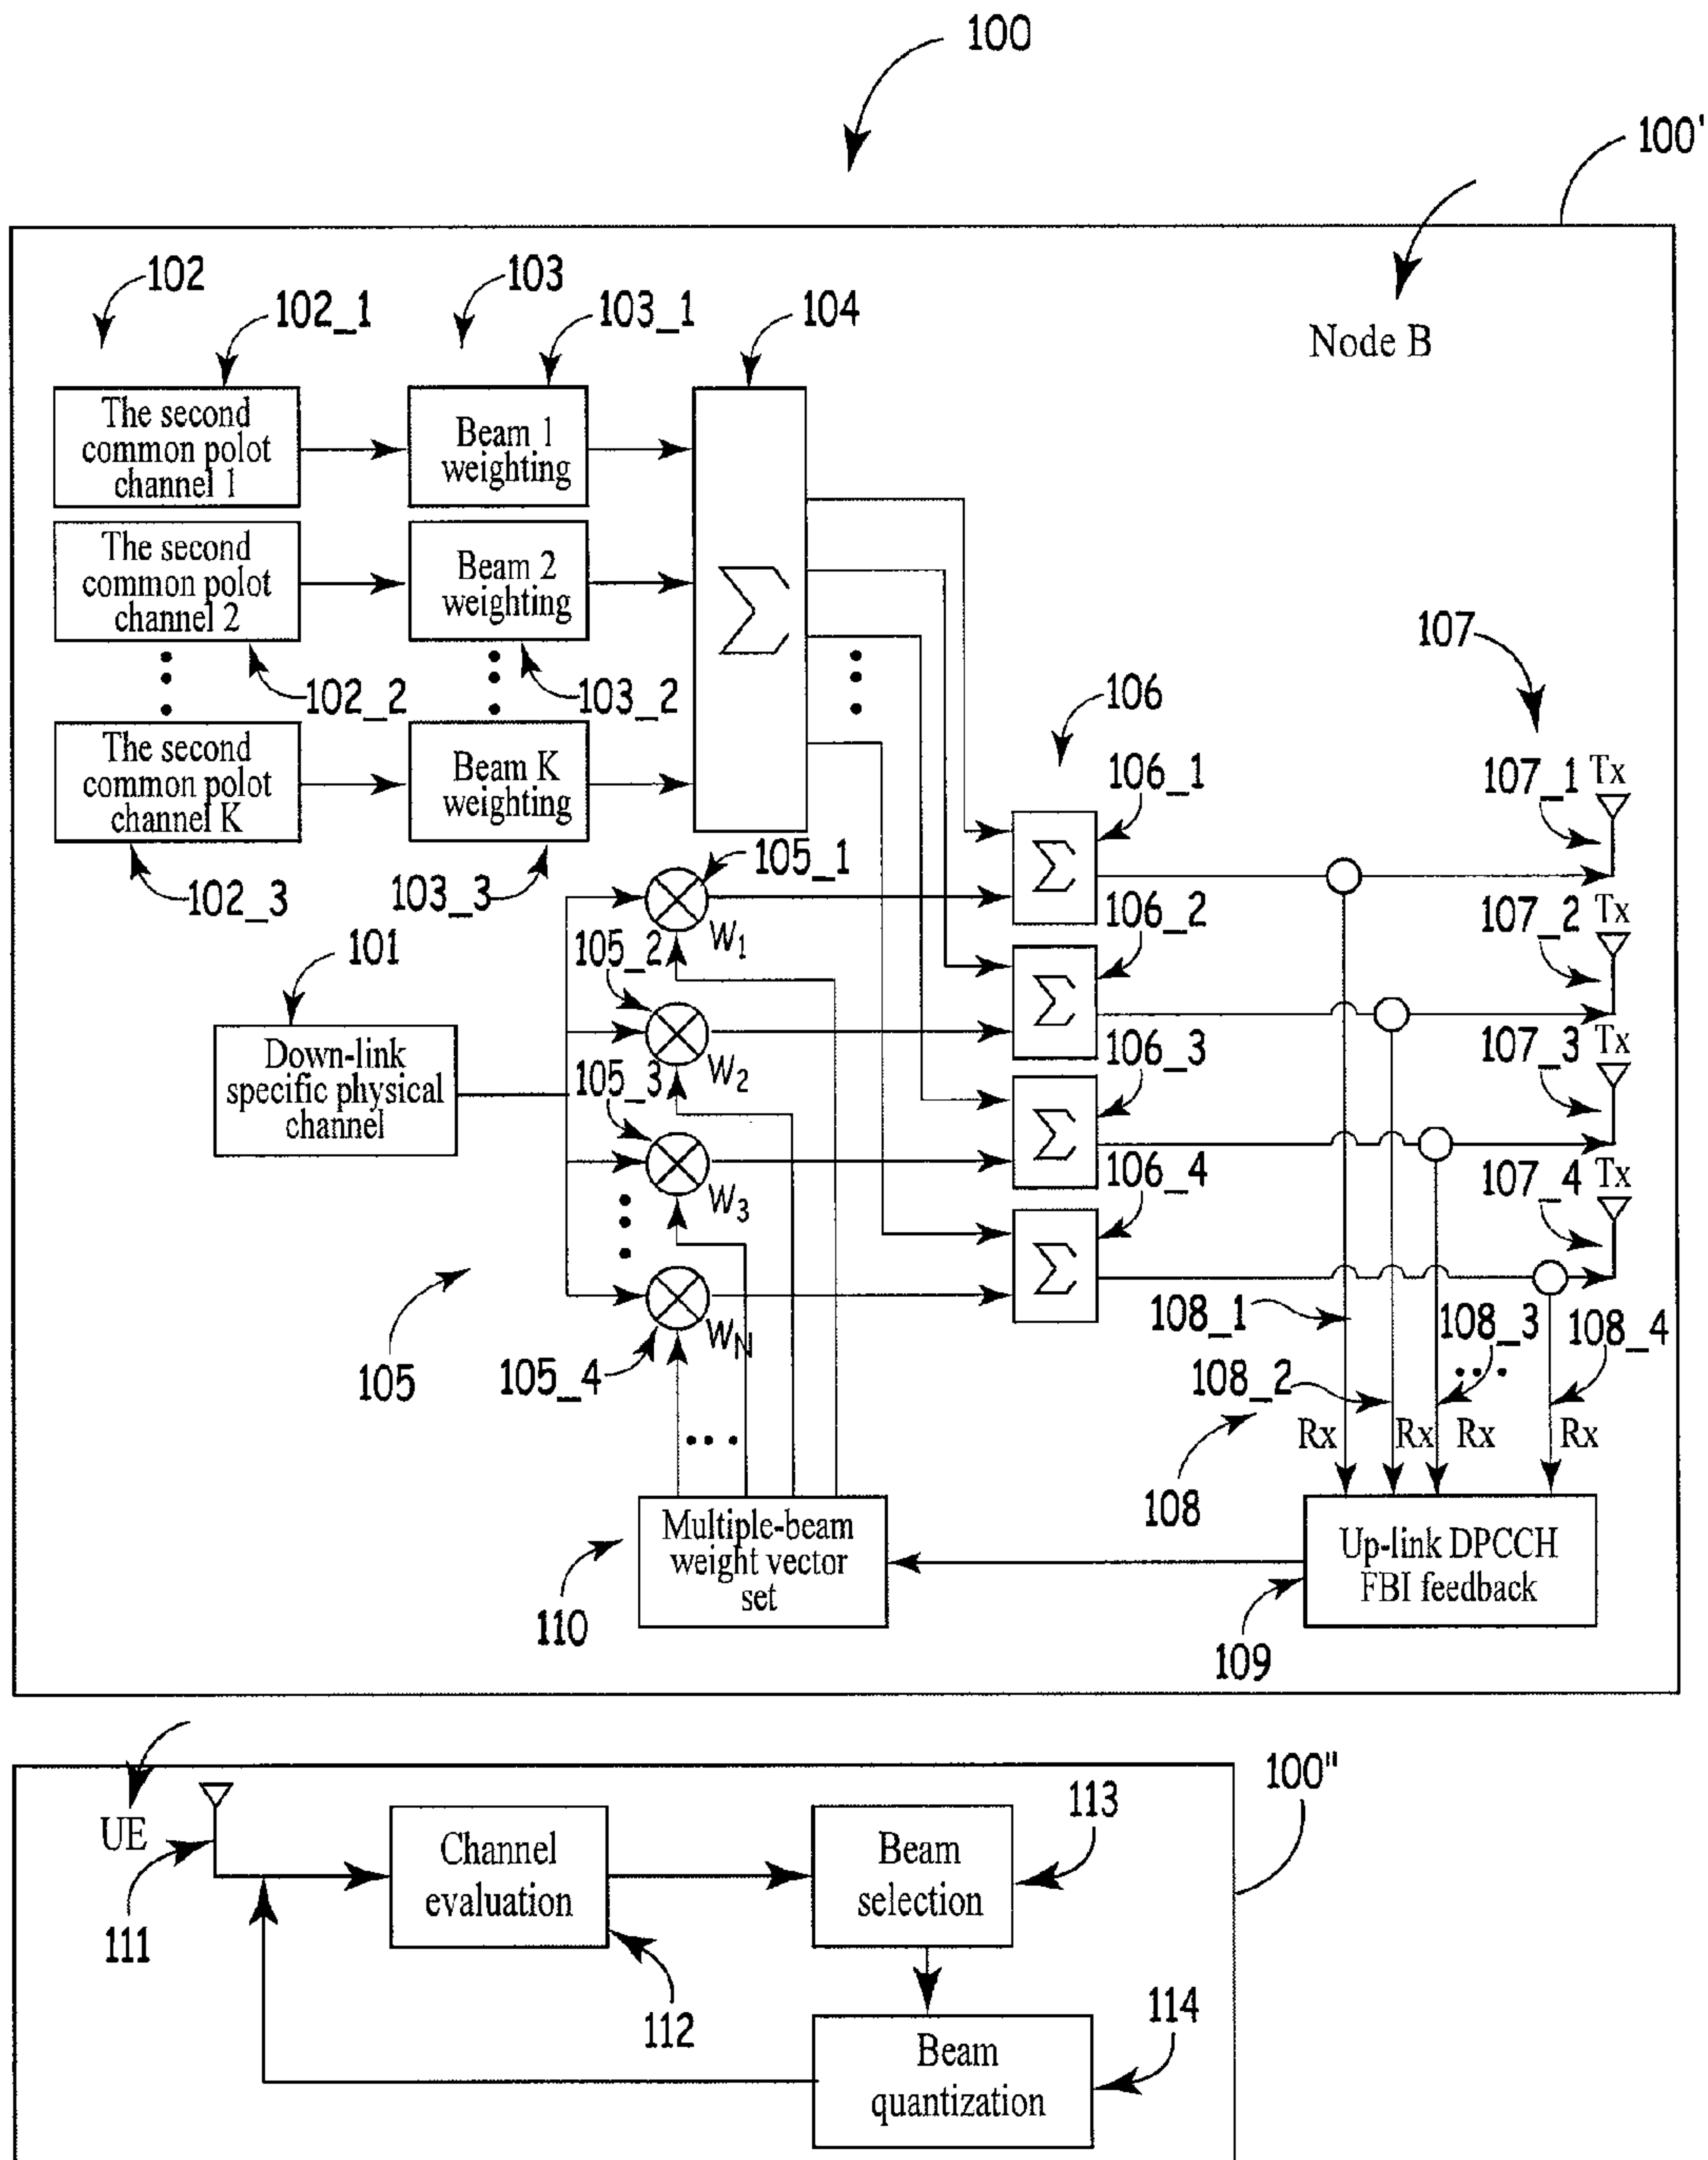 100
100'
102
103
102_1
103_1
104
Node B
The second
common polot
channel 1
Beam 1
weighting
The second
common polot
channel 2
Beam 2
weighting
Σ
107
102_2
103_2
106
The second
common polot
channel K
Beam K
weighting
106_1
107_1
Tx
Σ
105_1
102_3
103_3
W1
106_2
107_2
Tx
101
105_2
Σ
Down-link
specific physical
channel
W2
106_3
107_3
Tx
105_3
Σ
W3
106_4
107_4
Tx
Σ
105
WN
105_4
108_1
108_3
108_4
108_2
Rx
Rx
Rx
Rx
108
Multiple-beam
weight vector
set
Up-link DPCCH
FBI feedback
110
109
100"
UE
111
Channel
evaluation
Beam
selection
113
112
Beam
quantization
114